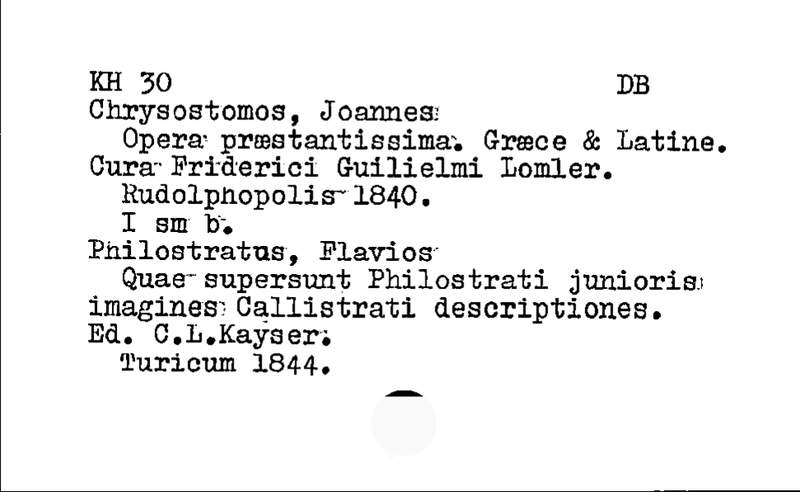 KH 30 DB
Chrysostomos, Joannes
Opera præstantissima. Græce & Latine.
Cura Friderici Guilielmi Lomler.
Rudolphopolis 1840.
I sm b.
Philostratus, Flavios
Quae supersunt Philostrati junioris
imagines Callistrati descriptiones.
Ed. C.L.Kayser.
Turicum 1844.